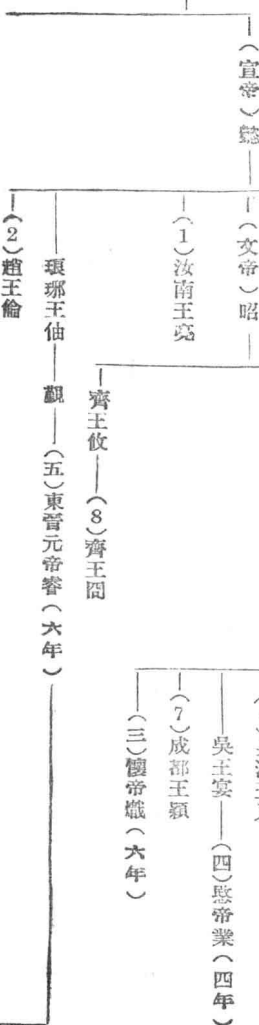 （宣帝）懿
（文帝）昭
（1）汝南王亮
琅琊王伷——覲——（五）東晉元帝睿（六年）
（2）趙王倫
齊王攸——（8）齊王冏
吳王宴——（四）愍帝業（四年）
（7）成都王穎
（三）懷帝熾（六年）